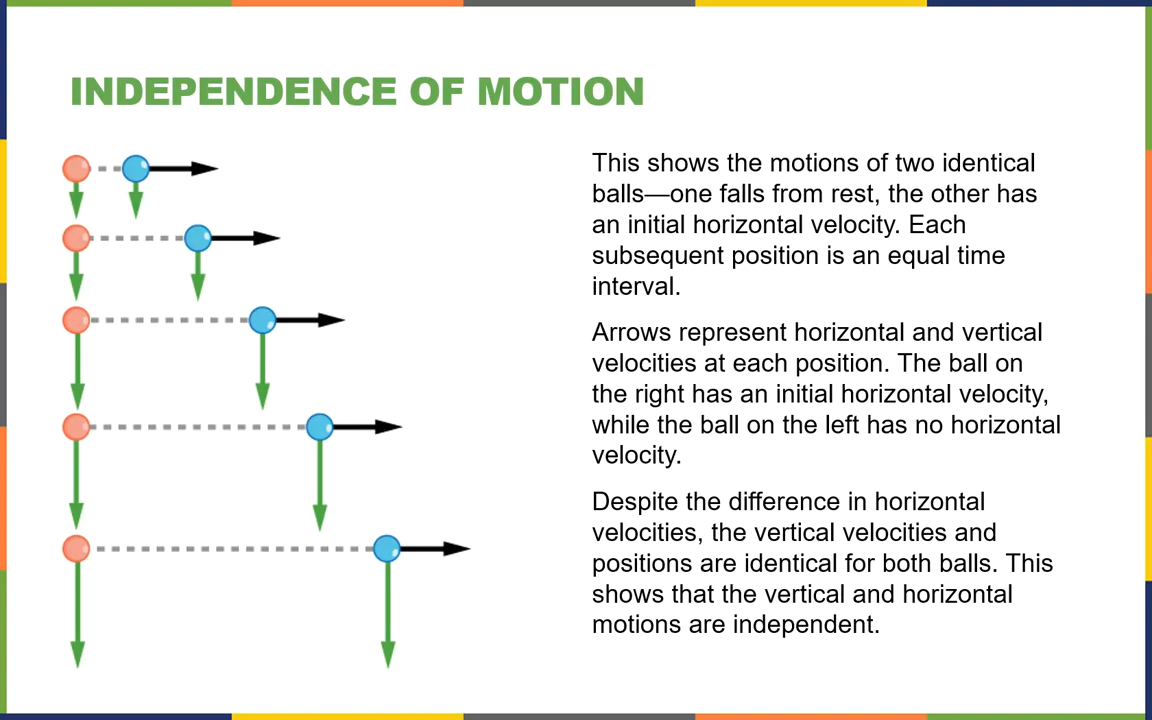 INDEPENDENCE OF MOTION
This shows the motions of two identical
balls—one falls from rest, the other has
an initial horizontal velocity. Each
subsequent position is an equal time
interval.
Arrows represent horizontal and vertical
velocities at each position. The ball on
the right has an initial horizontal velocity,
while the ball on the left has no horizontal
velocity.
Despite the difference in horizontal
velocities, the vertical velocities and
positions are identical for both balls. This
shows that the vertical and horizontal
motions are independent.